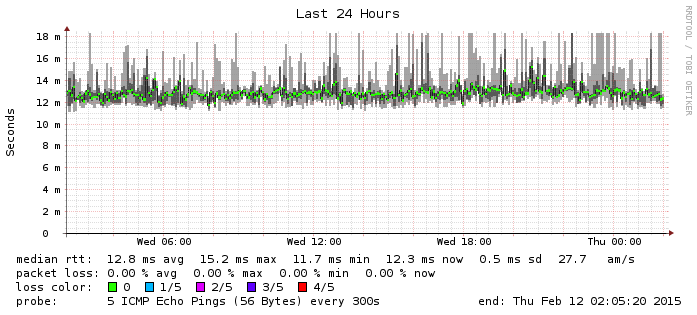 Last 24 Hours
RRDTOOL / TOBI OETIKER
Seconds
18 m
16 m
14 m
12 m
10 m
8 m
6 m
4 m
2 m
0
Wed 06:00 Wed 12:00 Wed 18:00 Thu 00:00
median rtt: 12.8 ms avg 15.2 ms max 11.7 ms min 12.3 ms now 0.5 ms sd 27.7 am/s
packet loss: 0.00 % avg 0.00 % max 0.00 % min 0.00 % now
loss color: 0 1/5 2/5 3/5 4/5
probe: 5 ICMP Echo Pings (56 Bytes) every 300s end: Thu Feb 12 02:05:20 2015